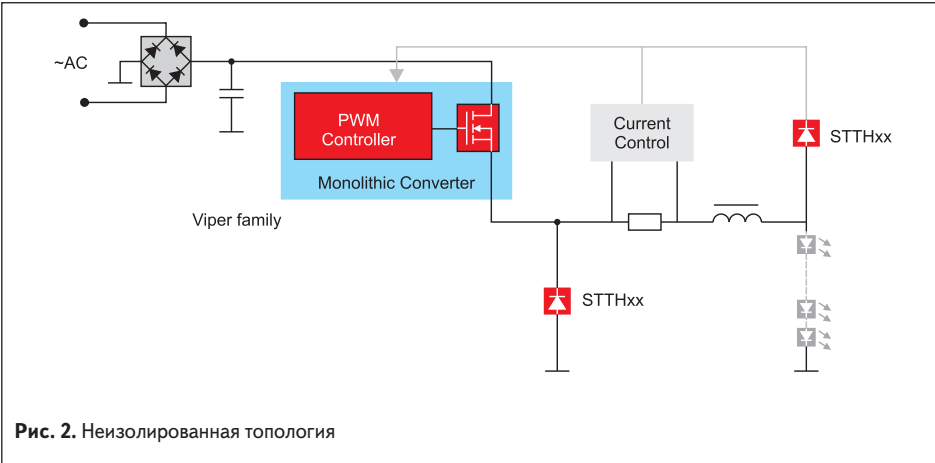 ~AC
PWM
Controller
Monolithic Converter
Viper family
Current
Control
STTHxx
STTHxx
Рис. 2. Неизолированная топология